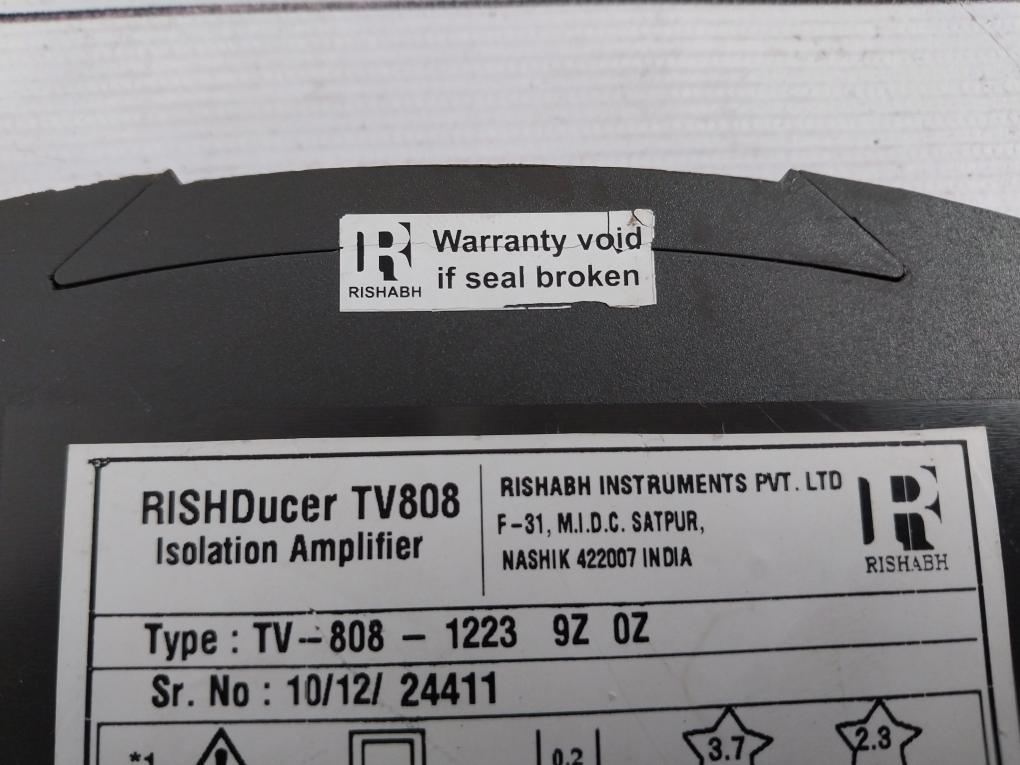 Warranty void
if seal broken
RISHABH
RISHDucer TV808
Isolation Amplifier
RISHABH INSTRUMENTS PVT. LTD
F-31, M.I.D.C. SATPUR,
NASHIK 422007 INDIA
RISHABH
Type : TV-808 - 1223 9Z 0Z
Sr. No : 10/12/ 24411
*1 0.2 3.7 2.3